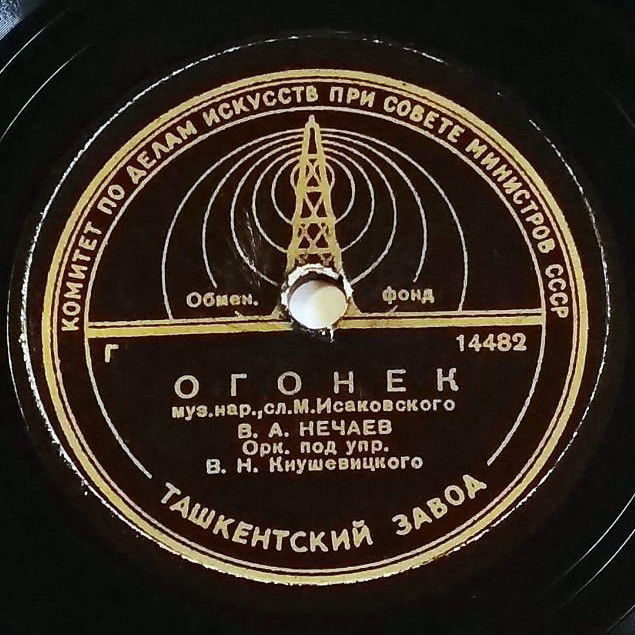 КОМИТЕТ ПО ДЕЛАМ ИСКУССТВ ПРИ СОВЕТЕ МИНИСТРОВ СССР
Обмен. фонд
Г 14482
ОГОНЕК
муз.нар.,сл.М.Исаковского
В. А. НЕЧАЕВ
Орк. под упр.
В. Н. Кнушевицкого
ТАШКЕНТСКИЙ ЗАВОД